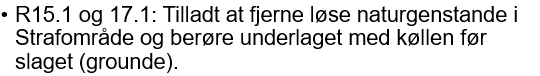 • R15.1 og 17.1: Tilladt at fjerne løse naturgenstande i
Strafområde og berøre underlaget med køllen før
slaget (grounde).